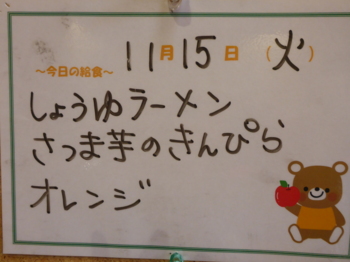 11月15日(火)
~今日の給食~
しょうゆラーメン
さつま芋のきんぴら
オレンジ